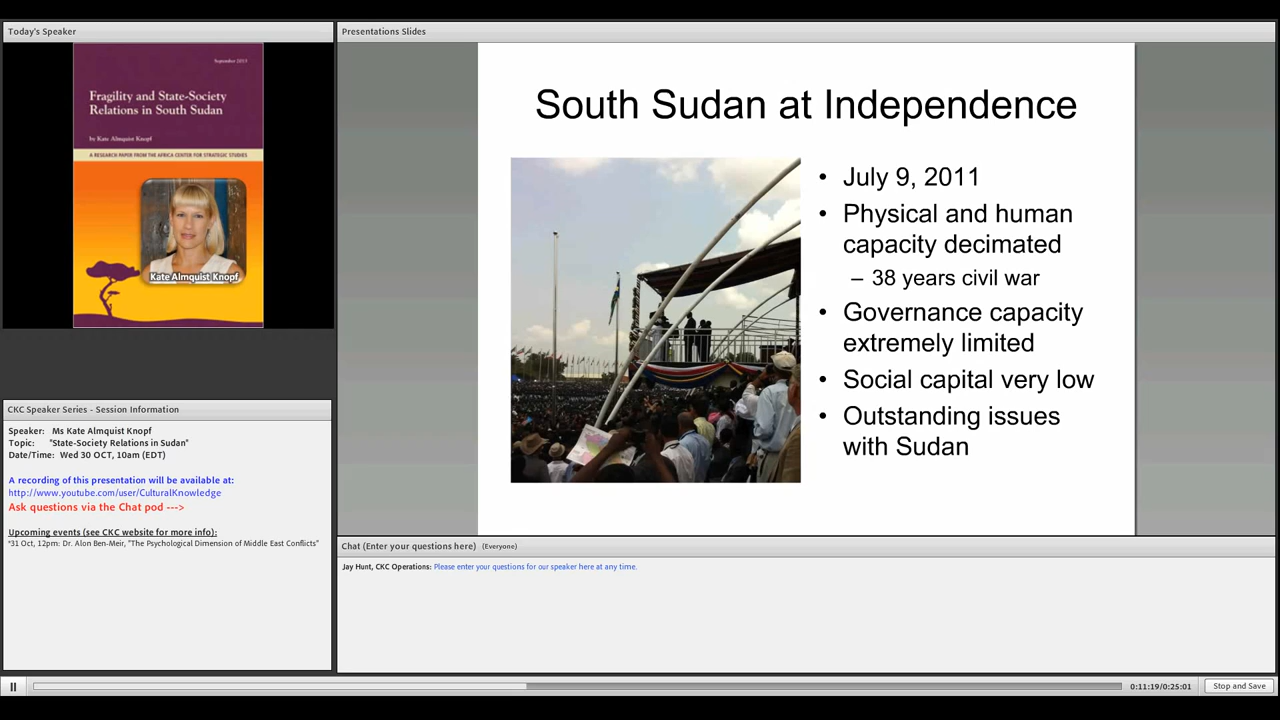 Today's Speaker
September 2013
Fragility and State-Society
Relations in South Sudan
by Kate Almquist Knopf
A RESEARCH PAPER FROM THE AFRICA CENTER FOR STRATEGIC STUDIES
Kate Almquist Knopf
CKC Speaker Series - Session Information
Speaker: Ms Kate Almquist Knopf
Topic: "State-Society Relations in Sudan"
Date/Time: Wed 30 OCT, 10am (EDT)
A recording of this presentation will be available at:
http://www.youtube.com/user/CulturalKnowledge
Ask questions via the Chat pod --->
Upcoming events (see CKC website for more info):
*31 Oct, 12pm: Dr. Alon Ben-Meir, "The Psychological Dimension of Middle East Conflicts"
Presentations Slides
South Sudan at Independence
• July 9, 2011
• Physical and human
capacity decimated
– 38 years civil war
• Governance capacity
extremely limited
• Social capital very low
• Outstanding issues
with Sudan
Chat (Enter your questions here) (Everyone)
Jay Hunt, CKC Operations: Please enter your questions for our speaker here at any time.
0:11:19/0:25:01
Stop and Save